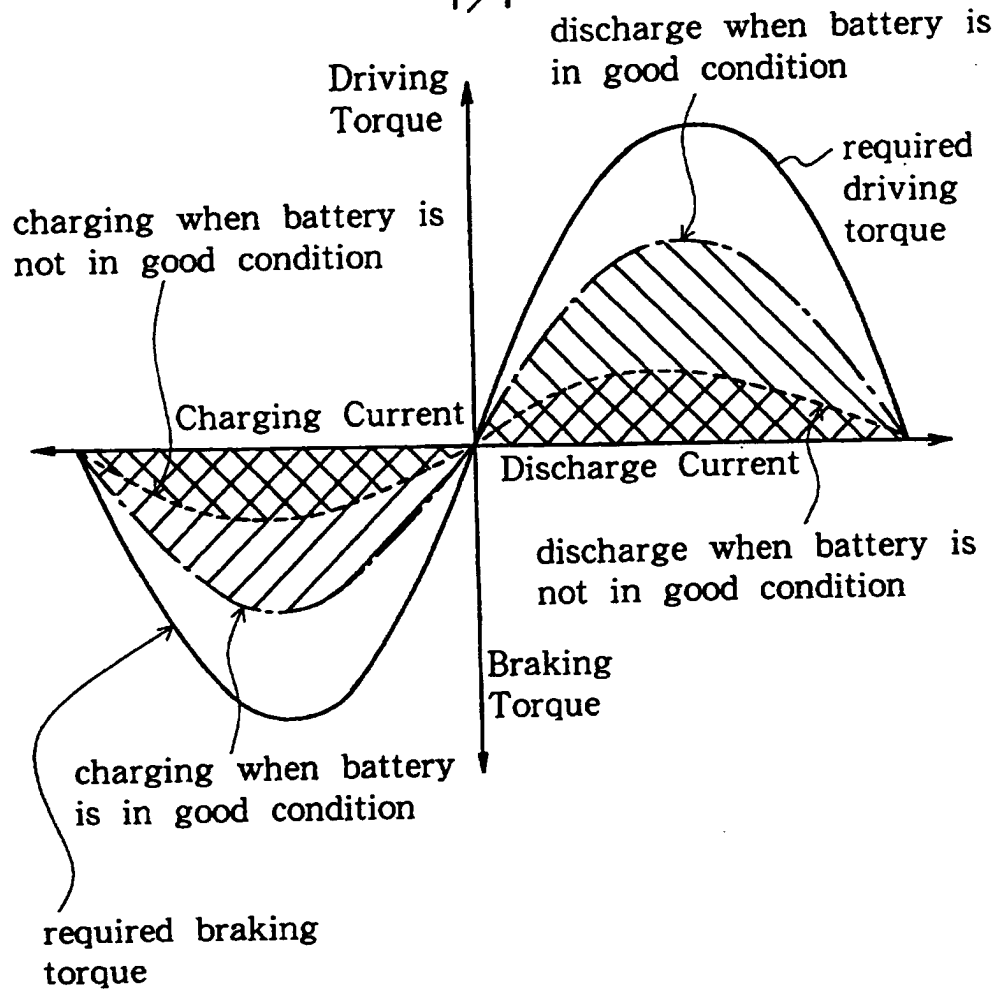 discharge when battery is
in good condition
Driving
Torque
required
driving
torque
charging when battery is
not in good condition
Charging Current
Discharge Current
discharge when battery is
not in good condition
Braking
Torque
charging when battery
is in good condition
required braking
torque